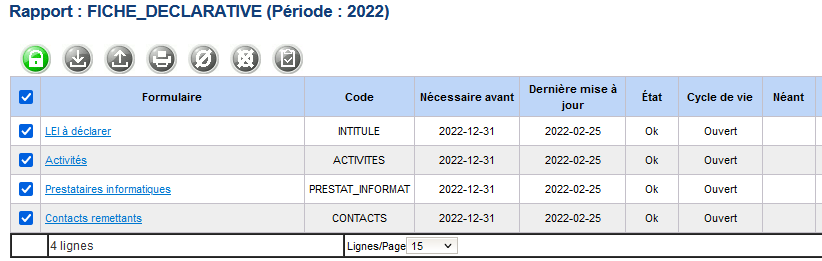 Rapport : FICHE_DECLARATIVE (Période : 2022)
Formulaire Code Nécessaire avant Dernière mise à jour État Cycle de vie Néant
LEI à déclarer INTITULE 2022-12-31 2022-02-25 Ok Ouvert
Activités ACTIVITES 2022-12-31 2022-02-25 Ok Ouvert
Prestataires informatiques PRESTAT_INFORMAT 2022-12-31 2022-02-25 Ok Ouvert
Contacts remettants CONTACTS 2022-12-31 2022-02-25 Ok Ouvert
4 lignes Lignes/Page 15